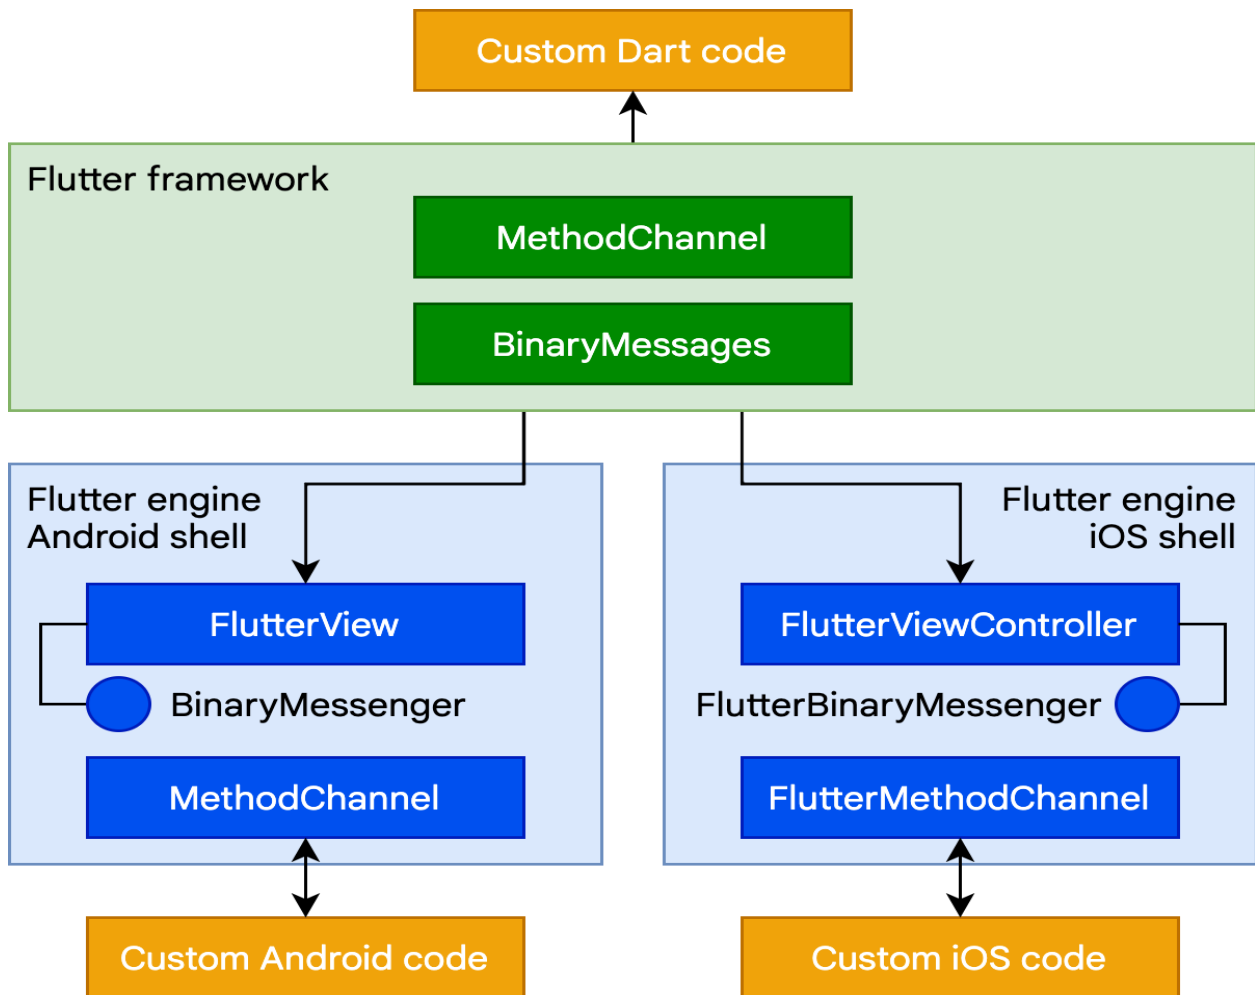 Custom Dart code
Flutter framework
MethodChannel
BinaryMessages
Flutter engine
Android shell
FlutterView
BinaryMessenger
MethodChannel
Custom Android code
Flutter engine
iOS shell
FlutterViewController
FlutterBinaryMessenger
FlutterMethodChannel
Custom iOS code